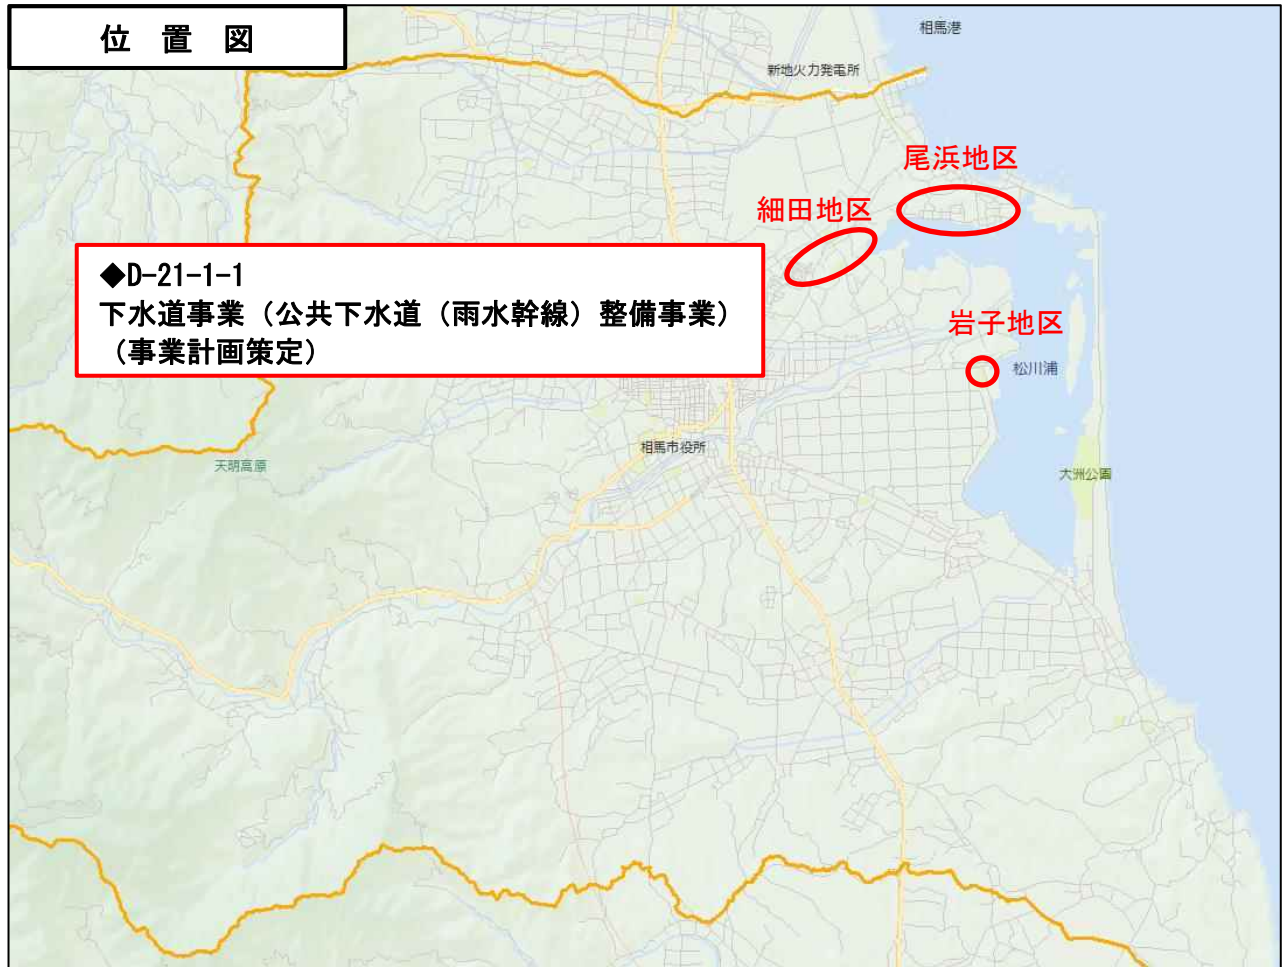 位置図
相馬港
新地火力発電所
尾浜地区
細田地区
◆D-21-1-1
下水道事業（公共下水道（雨水幹線）整備事業）
（事業計画策定）
岩子地区
松川浦
相馬市役所
天明高原
大洲公園